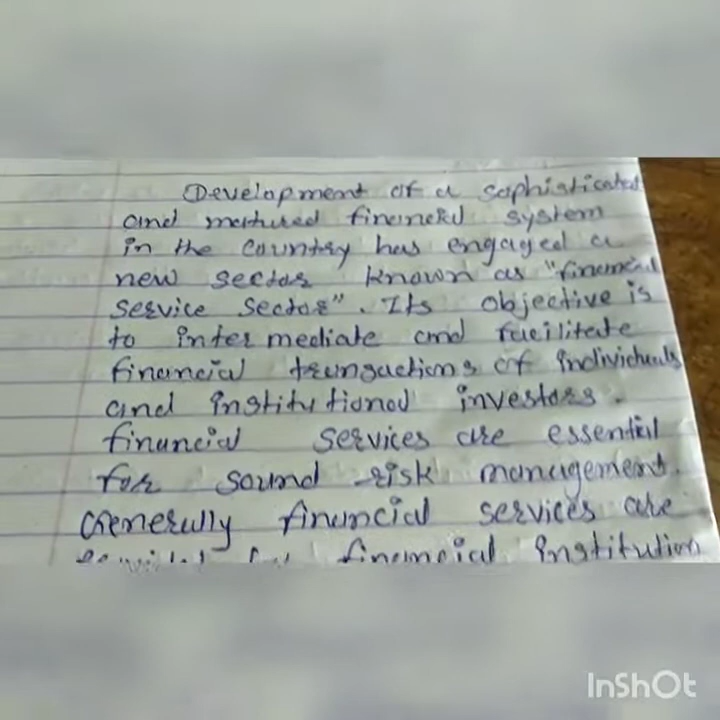 Development of a sophisticated
and matured financial system
in the country has engaged a
new sector known as "financial
service sector". Its objective is
to intermediate and facilitate
financial transactions of individuals
and institutional investors.
financial services are essential
for sound risk management.
Generally financial services are
financial institution
InShOt